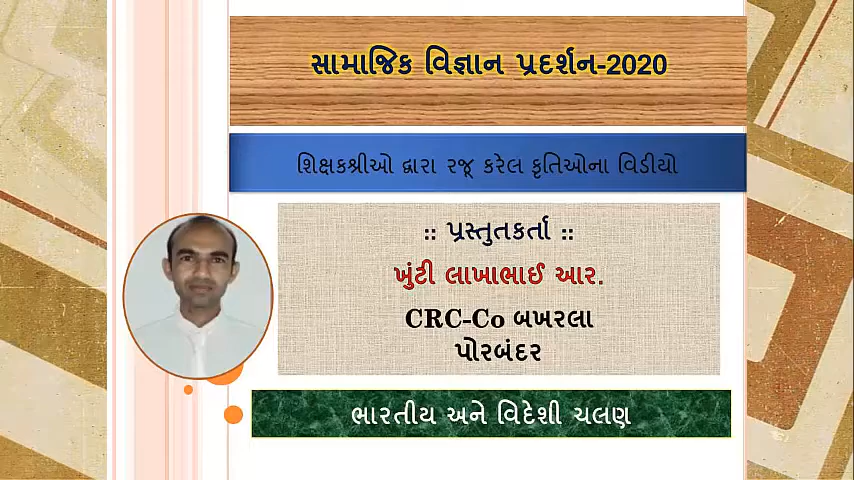 સામાજિક વિજ્ઞાન પ્રદર્શન-2020
શિક્ષકશ્રીઓ દ્વારા રજૂ કરેલ કૃતિઓના વિડીયો
:: પ્રસ્તુતકર્તા ::
ખુંટી લાખાભાઈ આર.
CRC-Co બખરલા
પોરબંદર
ભારતીય અને વિદેશી ચલણ